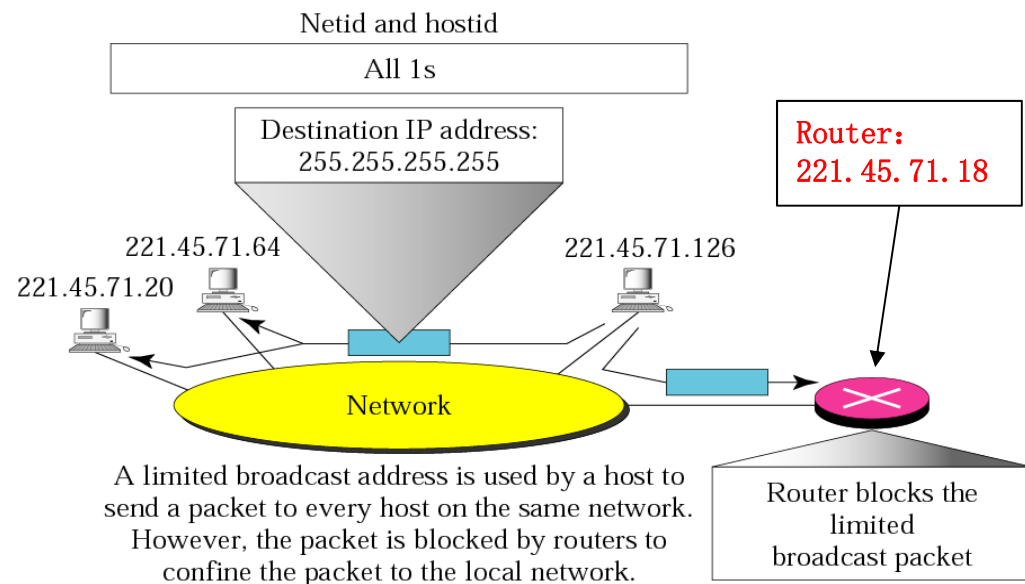 Netid and hostid
All 1s
Destination IP address:
255.255.255.255
Router:
221.45.71.18
221.45.71.64
221.45.71.126
221.45.71.20
Network
A limited broadcast address is used by a host to
send a packet to every host on the same network.
However, the packet is blocked by routers to
confine the packet to the local network.
Router blocks the
limited
broadcast packet